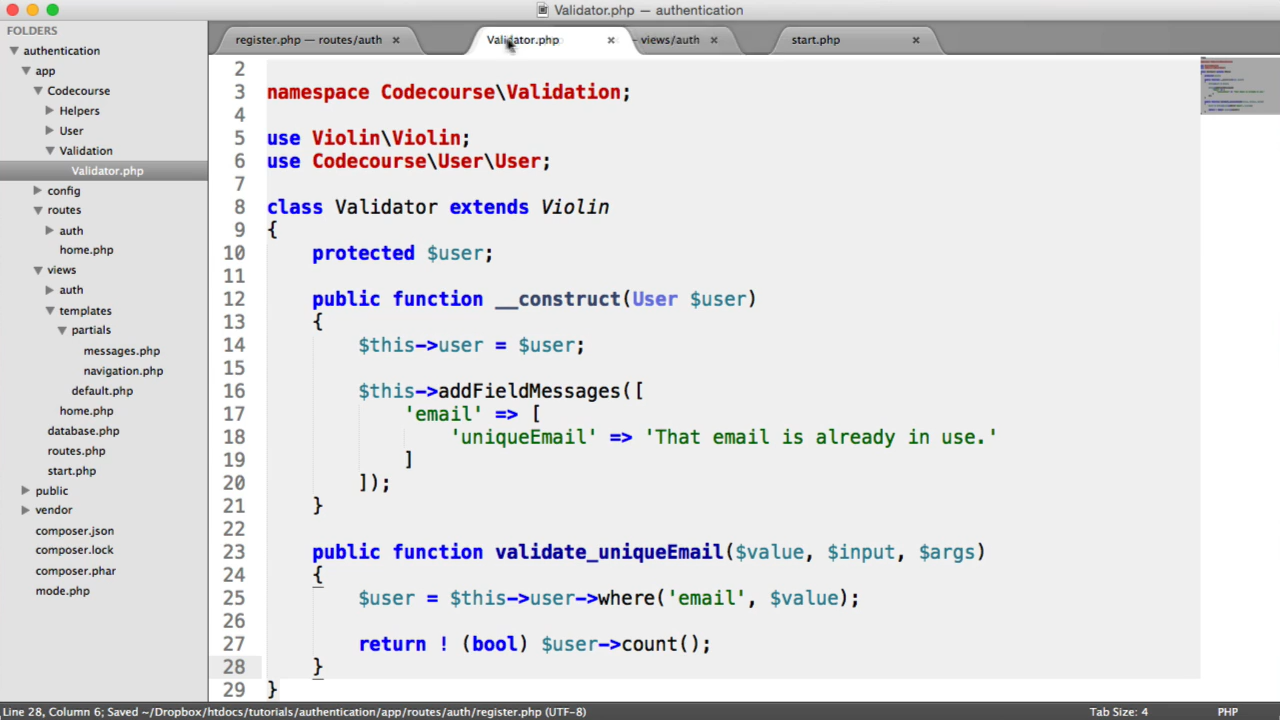 Validator.php — authentication
FOLDERS
authentication
app
Codecourse
Helpers
User
Validation
Validator.php
config
routes
auth
home.php
views
auth
templates
partials
messages.php
navigation.php
default.php
home.php
database.php
routes.php
start.php
public
vendor
composer.json
composer.lock
composer.phar
mode.php
register.php — routes/auth
Validator.php
— views/auth
start.php
2
3 namespace Codecourse\Validation;
4
5 use Violin\Violin;
6 use Codecourse\User\User;
7
8 class Validator extends Violin
9 {
10 protected $user;
11
12 public function __construct(User $user)
13 {
14 $this->user = $user;
15
16 $this->addFieldMessages([
17 'email' => [
18 'uniqueEmail' => 'That email is already in use.'
19 ]
20 ]);
21 }
22
23 public function validate_uniqueEmail($value, $input, $args)
24 {
25 $user = $this->user->where('email', $value);
26
27 return ! (bool) $user->count();
28 }
29 }
Line 28, Column 6; Saved ~/Dropbox/htdocs/tutorials/authentication/app/routes/auth/register.php (UTF-8)
Tab Size: 4
PHP